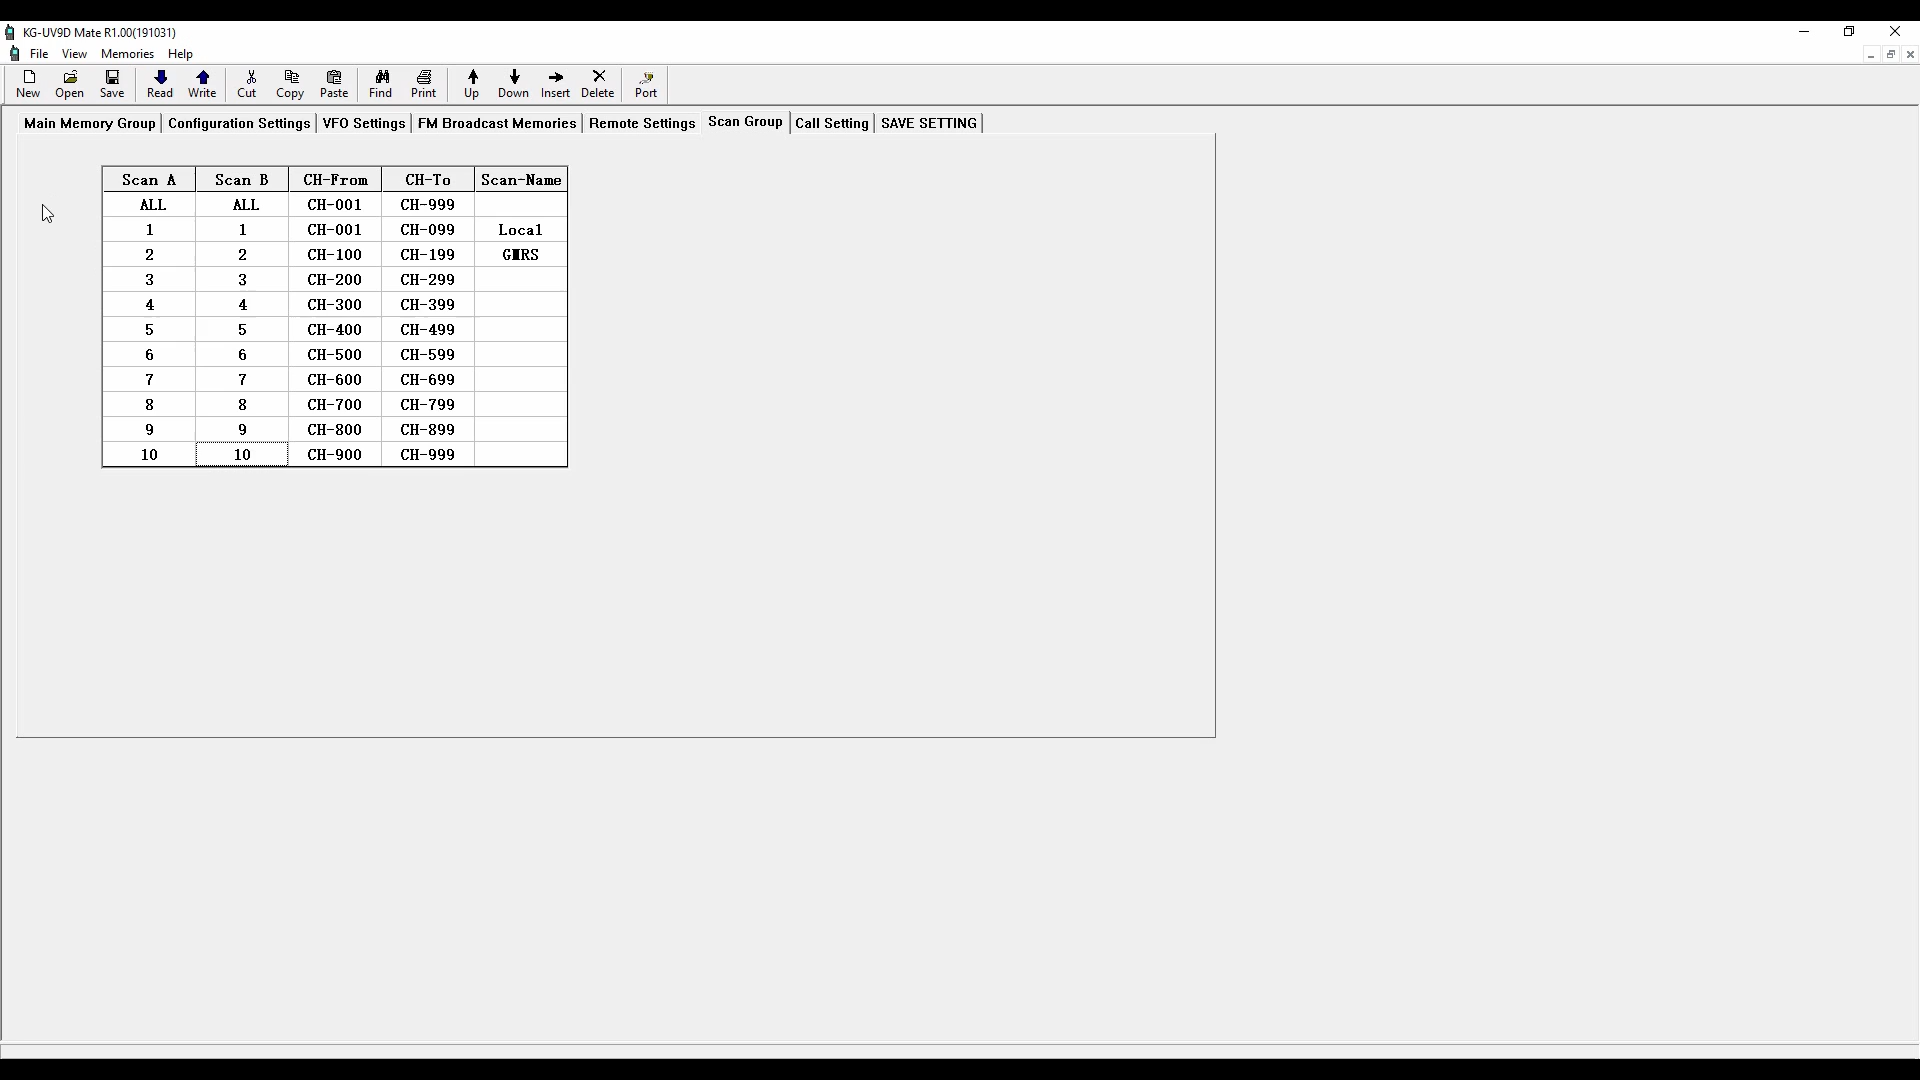 KG-UV9D Mate R1.00(191031)
File View Memories Help
New Open Save Read Write Cut Copy Paste Find Print Up Down Insert Delete Port
Main Memory Group Configuration Settings VFO Settings FM Broadcast Memories Remote Settings Scan Group Call Setting SAVE SETTING
Scan A Scan B CH-From CH-To Scan-Name
ALL ALL CH-001 CH-999
1 1 CH-001 CH-099 Local
2 2 CH-100 CH-199 GMRS
3 3 CH-200 CH-299
4 4 CH-300 CH-399
5 5 CH-400 CH-499
6 6 CH-500 CH-599
7 7 CH-600 CH-699
8 8 CH-700 CH-799
9 9 CH-800 CH-899
10 10 CH-900 CH-999